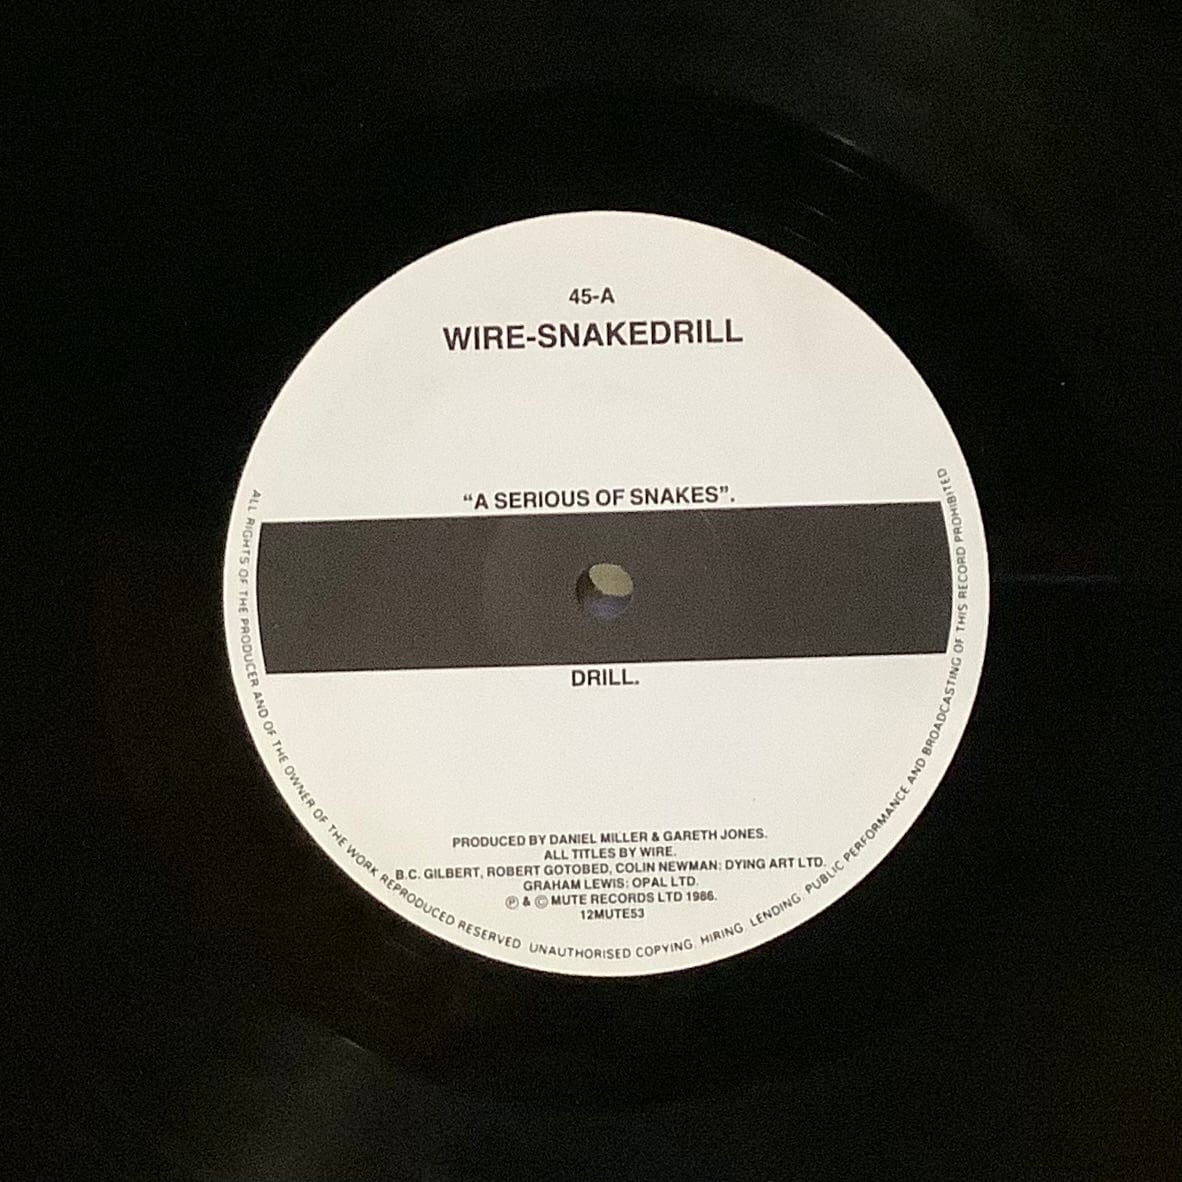 45-A
WIRE-SNAKEDRILL
“A SERIOUS OF SNAKES”.
DRILL.
PRODUCED BY DANIEL MILLER & GARETH JONES.
ALL TITLES BY WIRE.
B.C. GILBERT, ROBERT GOTOBED, COLIN NEWMAN: DYING ART LTD.
GRAHAM LEWIS: OPAL LTD.
℗ & © MUTE RECORDS LTD 1986.
12MUTE53
ALL RIGHTS OF THE PRODUCER AND OF THE OWNER OF THE WORK REPRODUCED RESERVED UNAUTHORISED COPYING. HIRING. LENDING. PUBLIC PERFORMANCE AND BROADCASTING OF THIS RECORD PROHIBITED